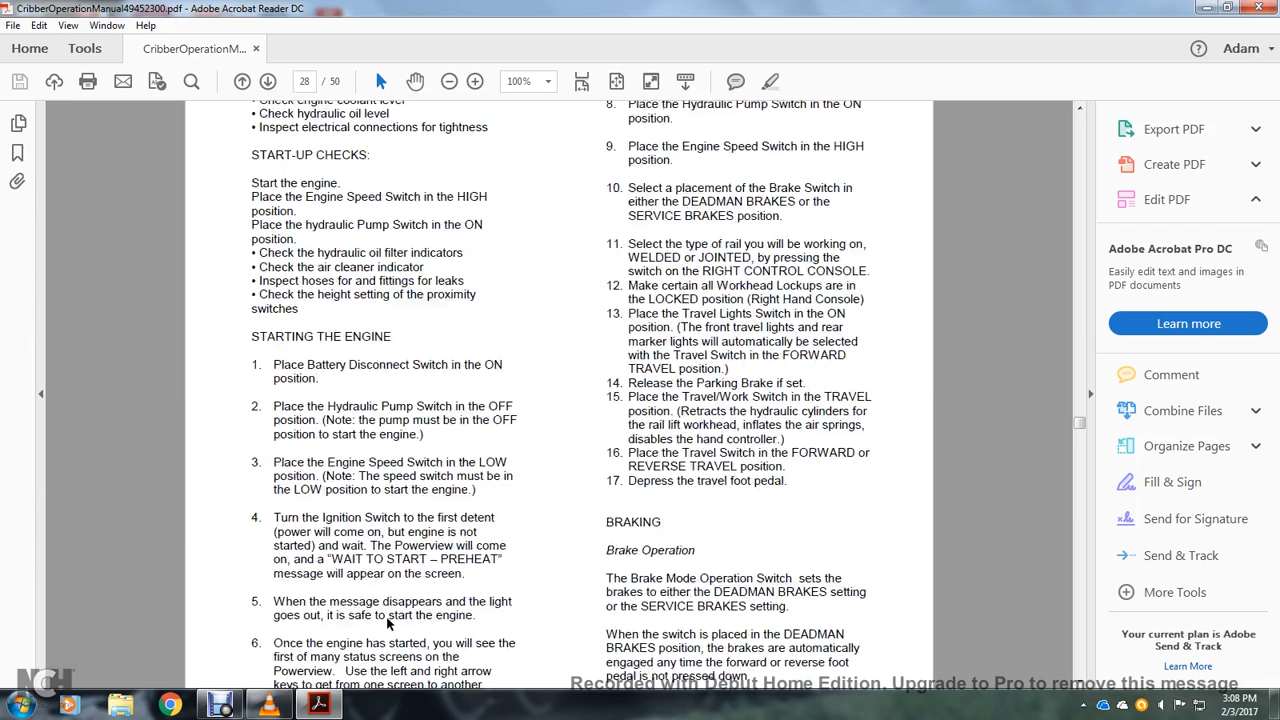 CribberOperationManual49452300.pdf - Adobe Acrobat Reader DC
File Edit View Window Help
Home Tools CribberOperationM... × Adam
28 / 50 100%
• Check engine coolant level
• Check hydraulic oil level
• Inspect electrical connections for tightness
START-UP CHECKS:
Start the engine.
Place the Engine Speed Switch in the HIGH
position.
Place the hydraulic Pump Switch in the ON
position.
• Check the hydraulic oil filter indicators
• Check the air cleaner indicator
• Inspect hoses for and fittings for leaks
• Check the height setting of the proximity
switches
STARTING THE ENGINE
1. Place Battery Disconnect Switch in the ON
position.
2. Place the Hydraulic Pump Switch in the OFF
position. (Note: the pump must be in the OFF
position to start the engine.)
3. Place the Engine Speed Switch in the LOW
position. (Note: The speed switch must be in
the LOW position to start the engine.)
4. Turn the Ignition Switch to the first detent
(power will come on, but engine is not
started) and wait. The Powerview will come
on, and a “WAIT TO START – PREHEAT”
message will appear on the screen.
5. When the message disappears and the light
goes out, it is safe to start the engine.
6. Once the engine has started, you will see the
first of many status screens on the
Powerview. Use the left and right arrow
keys to get from one screen to another
8. Place the Hydraulic Pump Switch in the ON
position.
9. Place the Engine Speed Switch in the HIGH
position.
10. Select a placement of the Brake Switch in
either the DEADMAN BRAKES or the
SERVICE BRAKES position.
11. Select the type of rail you will be working on,
WELDED or JOINTED, by pressing the
switch on the RIGHT CONTROL CONSOLE.
12. Make certain all Workhead Lockups are in
the LOCKED position (Right Hand Console)
13. Place the Travel Lights Switch in the ON
position. (The front travel lights and rear
marker lights will automatically be selected
with the Travel Switch in the FORWARD
TRAVEL position.)
14. Release the Parking Brake if set.
15. Place the Travel/Work Switch in the TRAVEL
position. (Retracts the hydraulic cylinders for
the rail lift workhead, inflates the air springs,
disables the hand controller.)
16. Place the Travel Switch in the FORWARD or
REVERSE TRAVEL position.
17. Depress the travel foot pedal.
BRAKING
Brake Operation
The Brake Mode Operation Switch sets the
brakes to either the DEADMAN BRAKES setting
or the SERVICE BRAKES setting.
When the switch is placed in the DEADMAN
BRAKES position, the brakes are automatically
engaged any time the forward or reverse foot
pedal is not pressed down
Export PDF
Create PDF
Edit PDF
Adobe Acrobat Pro DC
Easily edit text and images in
PDF documents
Learn more
Comment
Combine Files
Organize Pages
Fill & Sign
Send for Signature
Send & Track
More Tools
Your current plan is Adobe
Send & Track
Learn More
NCH
Recorded with Debut Home Edition. Upgrade to Pro to remove this message
3:08 PM
2/3/2017